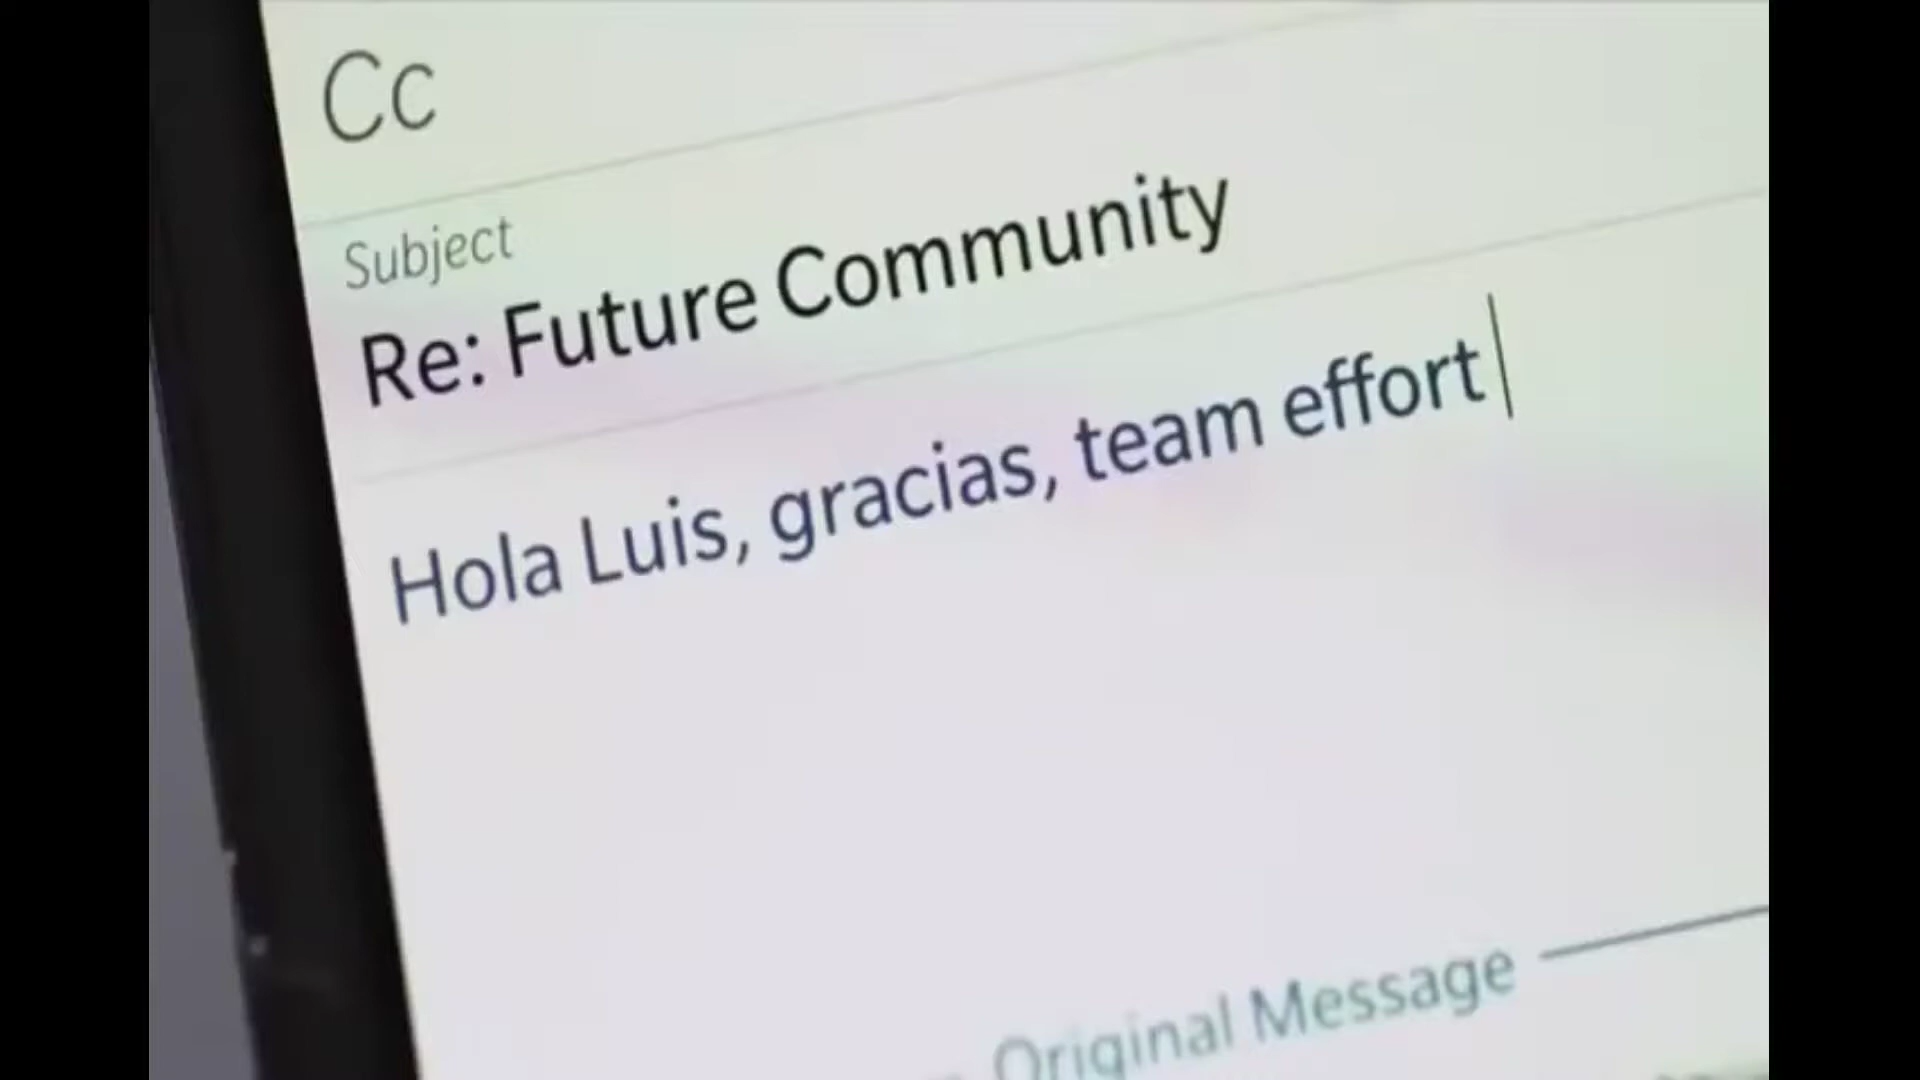 Cc
Subject
Re: Future Community
Hola Luis, gracias, team effort
Original Message